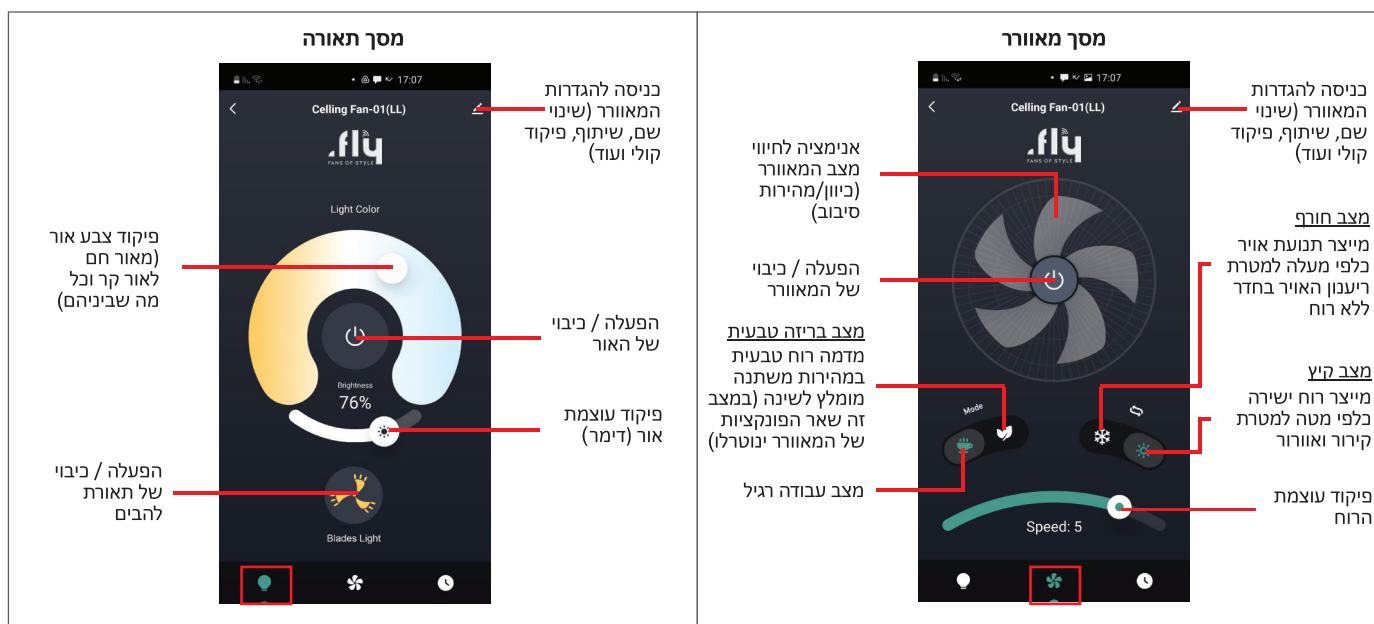 מסך מאוורר
17:07
Celling Fan-01(LL)
.fly
FANS OF STYLE
כניסה להגדרות
המאוורר (שינוי
שם, שיתוף, פיקוד
קולי ועוד)
מצב חורף
מייצר תנועת אויר
כלפי מעלה למטרת
ריענון האויר בחדר
ללא רוח
מצב קיץ
מייצר רוח ישירה
כלפי מטה למטרת
קירור ואוורור
פיקוד עוצמת
הרוח
אנימציה לחיווי
מצב המאוורר
(כיוון/מהירות
סיבוב)
הפעלה / כיבוי
של המאוורר
מצב בריזה טבעית
מדמה רוח טבעית
במהירות משתנה
מומלץ לשינה (במצב
זה שאר הפונקציות
של המאוורר ינוטרלו)
מצב עבודה רגיל
Mode
Speed: 5
מסך תאורה
17:07
Celling Fan-01(LL)
.fly
FANS OF STYLE
כניסה להגדרות
המאוורר (שינוי
שם, שיתוף, פיקוד
קולי ועוד)
Light Color
פיקוד צבע אור
(מאור חם
לאור קר וכל
מה שביניהם)
הפעלה / כיבוי
של האור
Brightness
76%
פיקוד עוצמת
אור (דימר)
הפעלה / כיבוי
של תאורת
להבים
Blades Light